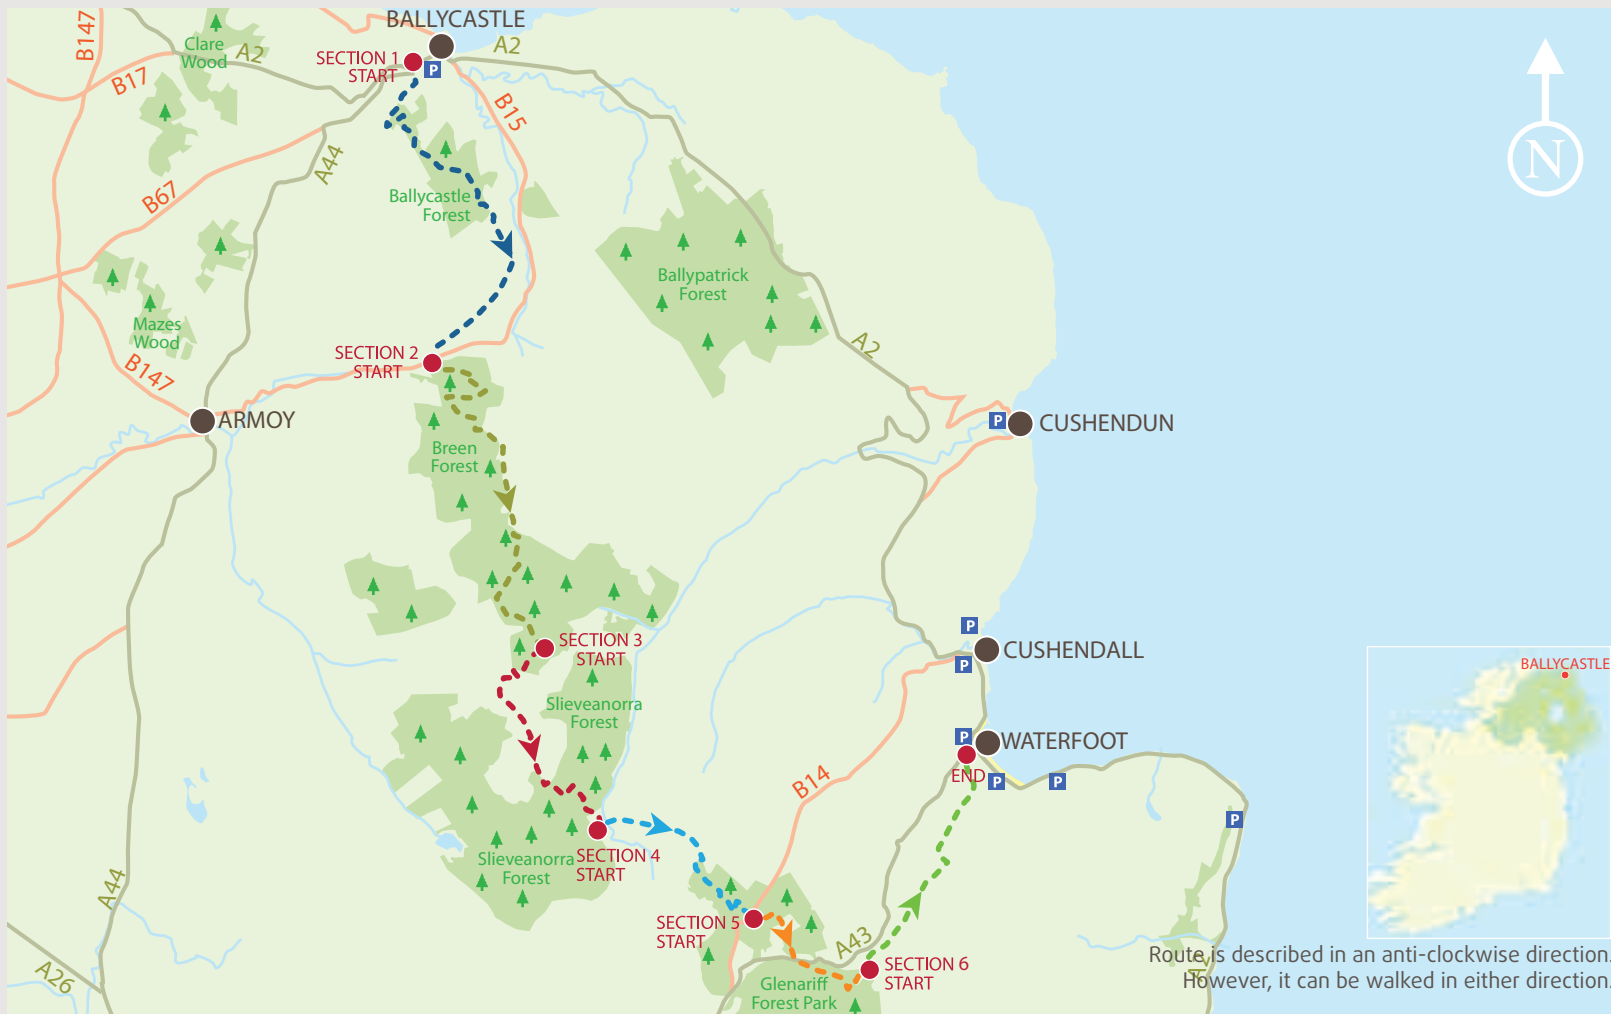 BALLYCASTLE
B147
Clare
Wood
A2
SECTION 1
START
P
A2
B17
B15
A44
B67
Ballycastle
Forest
N
Ballypatrick
Forest
Mazes
Wood
B147
SECTION 2
START
A2
ARMOY
P
CUSHENDUN
Breen
Forest
P
CUSHENDALL
P
SECTION 3
START
Slieveanorra
Forest
BALLYCASTLE
P
WATERFOOT
END
P
P
B14
P
Slieveanorra
Forest
SECTION 4
START
A44
SECTION 5
START
A43
SECTION 6
START
A26
Glenariff
Forest Park
A2
Route is described in an anti-clockwise direction.
However, it can be walked in either direction.